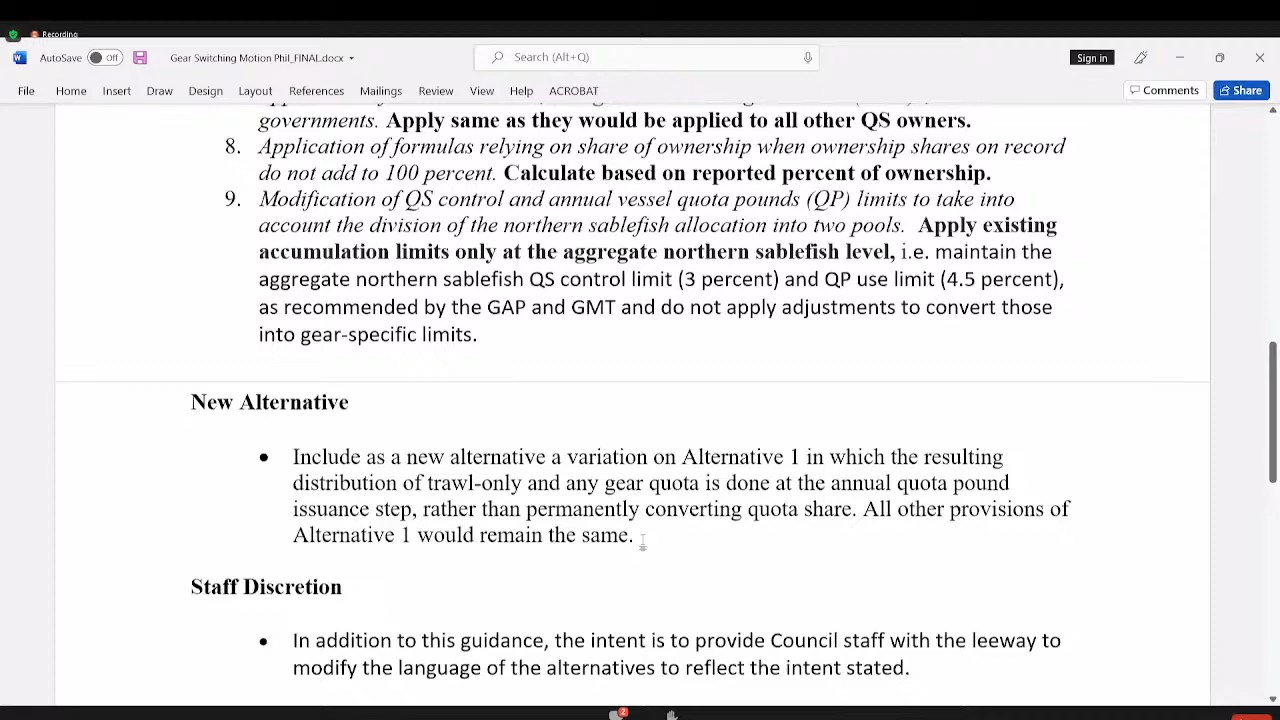 Recording
AutoSave Off Gear Switching Motion Phil_FINAL.docx Search (Alt+Q) Sign in
File Home Insert Draw Design Layout References Mailings Review View Help ACROBAT Comments Share
governments. Apply same as they would be applied to all other QS owners.
8. Application of formulas relying on share of ownership when ownership shares on record
do not add to 100 percent. Calculate based on reported percent of ownership.
9. Modification of QS control and annual vessel quota pounds (QP) limits to take into
account the division of the northern sablefish allocation into two pools. Apply existing
accumulation limits only at the aggregate northern sablefish level, i.e. maintain the
aggregate northern sablefish QS control limit (3 percent) and QP use limit (4.5 percent),
as recommended by the GAP and GMT and do not apply adjustments to convert those
into gear-specific limits.
New Alternative
• Include as a new alternative a variation on Alternative 1 in which the resulting
distribution of trawl-only and any gear quota is done at the annual quota pound
issuance step, rather than permanently converting quota share. All other provisions of
Alternative 1 would remain the same.
Staff Discretion
• In addition to this guidance, the intent is to provide Council staff with the leeway to
modify the language of the alternatives to reflect the intent stated.
2